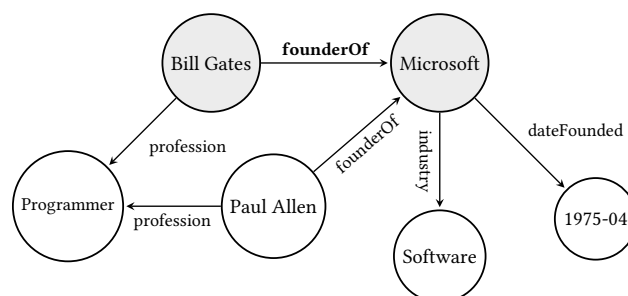 founderOf
Bill Gates
Microsoft
founderOf
dateFounded
profession
industry
Programmer
Paul Allen
1975-04
profession
Software